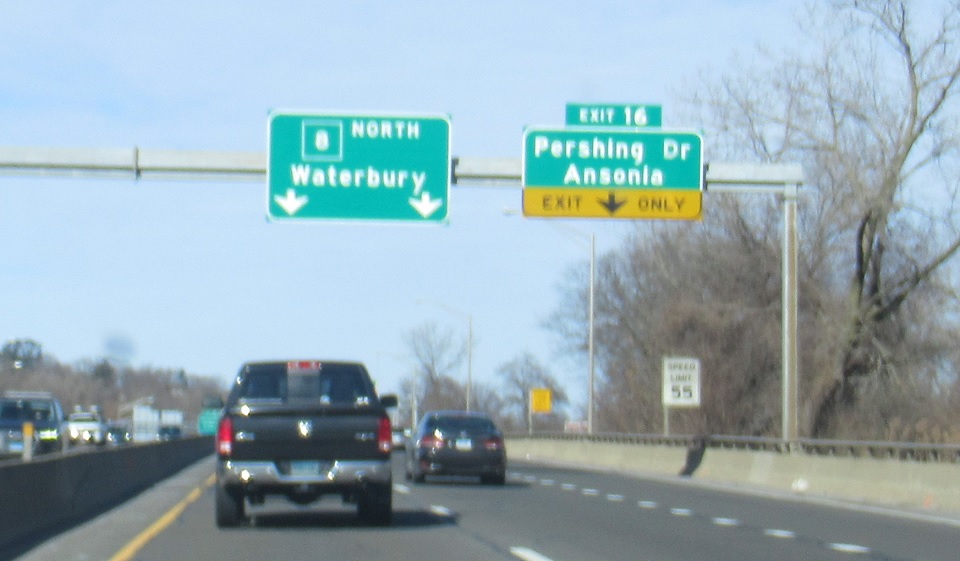 8 NORTH
Waterbury
EXIT 16
Pershing Dr
Ansonia
EXIT ONLY
SPEED
LIMIT
55